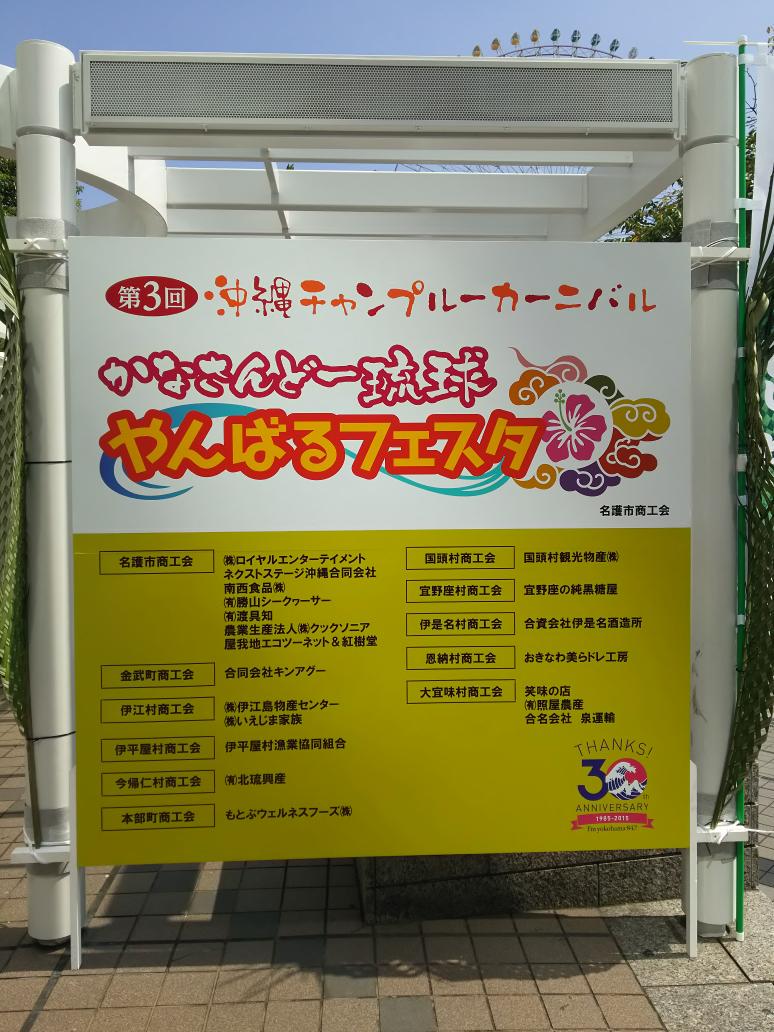 第3回 沖縄チャンプルーカーニバル
かなさんどー琉球
やんばるフェスタ
名護市商工会
名護市商工会 ㈱ロイヤルエンターテイメント
ネクストステージ沖縄合同会社
南西食品㈱
㈲勝山シークヮーサー
㈲渡具知
農業生産法人㈱クックソニア
屋我地エコツーネット＆紅樹堂
金武町商工会 合同会社キンアグー
伊江村商工会 ㈱伊江島物産センター
㈱いえじま家族
伊平屋村商工会 伊平屋村漁業協同組合
今帰仁村商工会 ㈲北琉興産
本部町商工会 もとぶウェルネスフーズ㈱
国頭村商工会 国頭村観光物産㈱
宜野座村商工会 宜野座の純黒糖屋
伊是名村商工会 合資会社伊是名酒造所
恩納村商工会 おきなわ美らドレ工房
大宜味村商工会 笑味の店
㈲照屋農産
合名会社 泉運輸
THANKS!
30th
ANNIVERSARY
1985-2015
Fm yokohama 84.7